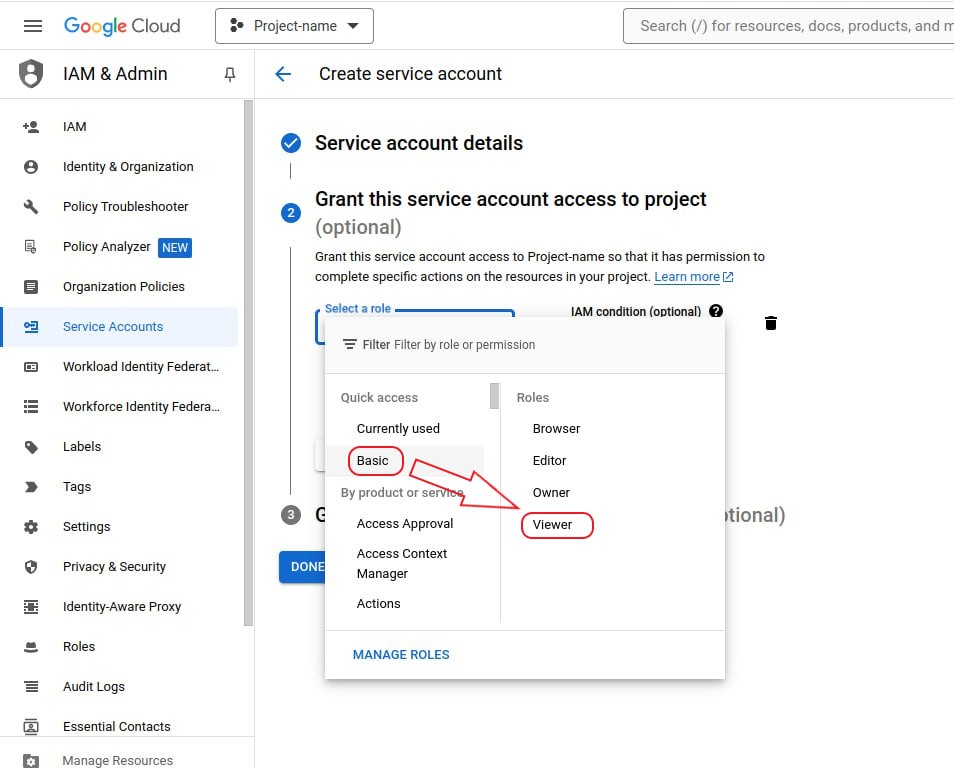 Google Cloud
Project-name
Search (/) for resources, docs, products, and m
IAM & Admin
Create service account
IAM
Identity & Organization
Policy Troubleshooter
Policy Analyzer NEW
Organization Policies
Service Accounts
Workload Identity Federat...
Workforce Identity Federa...
Labels
Tags
Settings
Privacy & Security
Identity-Aware Proxy
Roles
Audit Logs
Essential Contacts
Manage Resources
Service account details
2
Grant this service account access to project
(optional)
Grant this service account access to Project-name so that it has permission to
complete specific actions on the resources in your project. Learn more
Select a role
IAM condition (optional) ?
Filter Filter by role or permission
Quick access
Currently used
Basic
By product or service
Access Approval
Access Context
Manager
Actions
Roles
Browser
Editor
Owner
Viewer
MANAGE ROLES
3 G
tional)
DONE